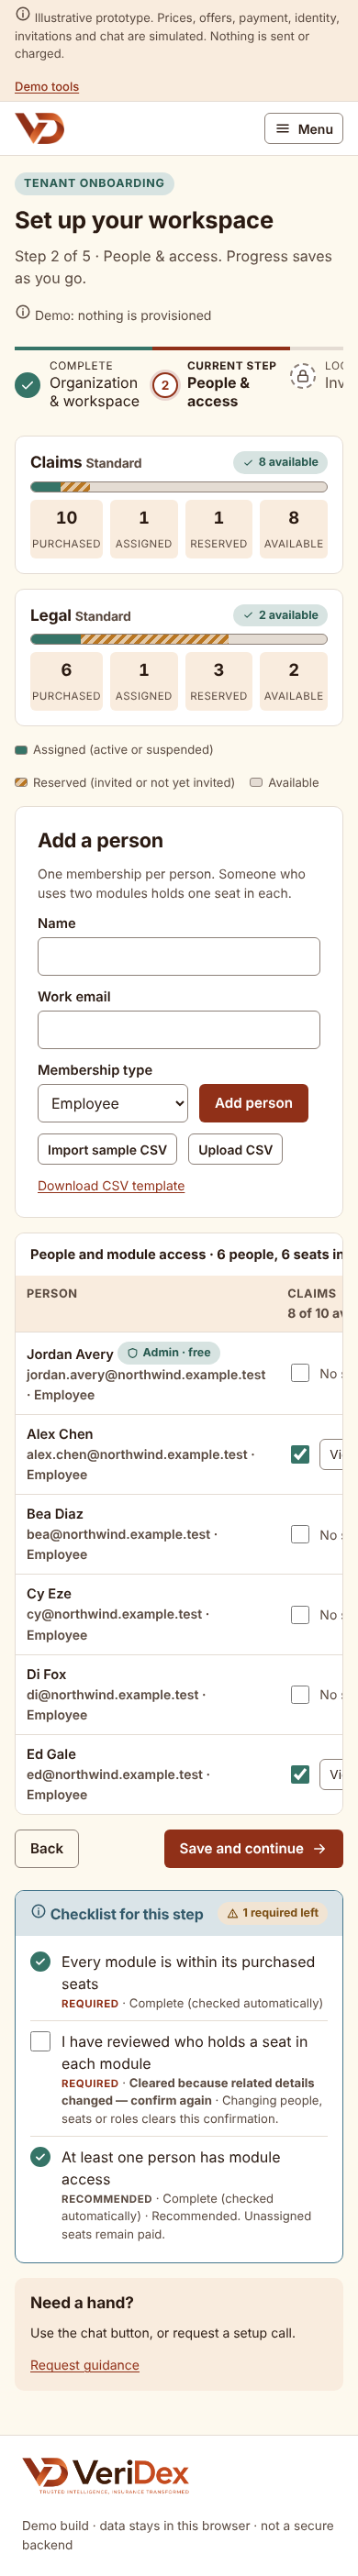 Illustrative prototype. Prices, offers, payment, identity,
invitations and chat are simulated. Nothing is sent or
charged.
Demo tools
Menu
TENANT ONBOARDING
Set up your workspace
Step 2 of 5 · People & access. Progress saves
as you go.
Demo: nothing is provisioned
COMPLETE
Organization
& workspace
2
CURRENT STEP
People &
access
Claims Standard
8 available
10
PURCHASED
1
ASSIGNED
1
RESERVED
8
AVAILABLE
Legal Standard
2 available
6
PURCHASED
1
ASSIGNED
3
RESERVED
2
AVAILABLE
Assigned (active or suspended)
Reserved (invited or not yet invited)
Available
Add a person
One membership per person. Someone who
uses two modules holds one seat in each.
Name
Work email
Membership type
Employee
Add person
Import sample CSV
Upload CSV
Download CSV template
People and module access · 6 people, 6 seats in
PERSON
CLAIMS
8 of 10
Jordan Avery
Admin · free
jordan.avery@northwind.example.test
· Employee
No
Alex Chen
alex.chen@northwind.example.test ·
Employee
Bea Diaz
bea@northwind.example.test ·
Employee
No
Cy Eze
cy@northwind.example.test ·
Employee
No
Di Fox
di@northwind.example.test ·
Employee
No
Ed Gale
ed@northwind.example.test ·
Employee
Back
Save and continue →
Checklist for this step
1 required left
Every module is within its purchased
seats
REQUIRED · Complete (checked automatically)
I have reviewed who holds a seat in
each module
REQUIRED · Cleared because related details
changed — confirm again · Changing people,
seats or roles clears this confirmation.
At least one person has module
access
RECOMMENDED · Complete (checked
automatically) · Recommended. Unassigned
seats remain paid.
Need a hand?
Use the chat button, or request a setup call.
Request guidance
VeriDex
TRUSTED INTELLIGENCE, INSURANCE TRANSFORMED
Demo build · data stays in this browser · not a secure
backend